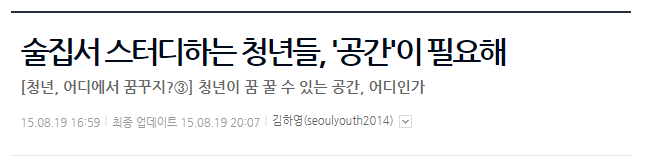 술집서 스터디하는 청년들, '공간'이 필요해
[청년, 어디에서 꿈꾸지?③] 청년이 꿈 꿀 수 있는 공간, 어디인가
15.08.19 16:59 | 최종 업데이트 15.08.19 20:07 | 김하영(seoulyouth2014)